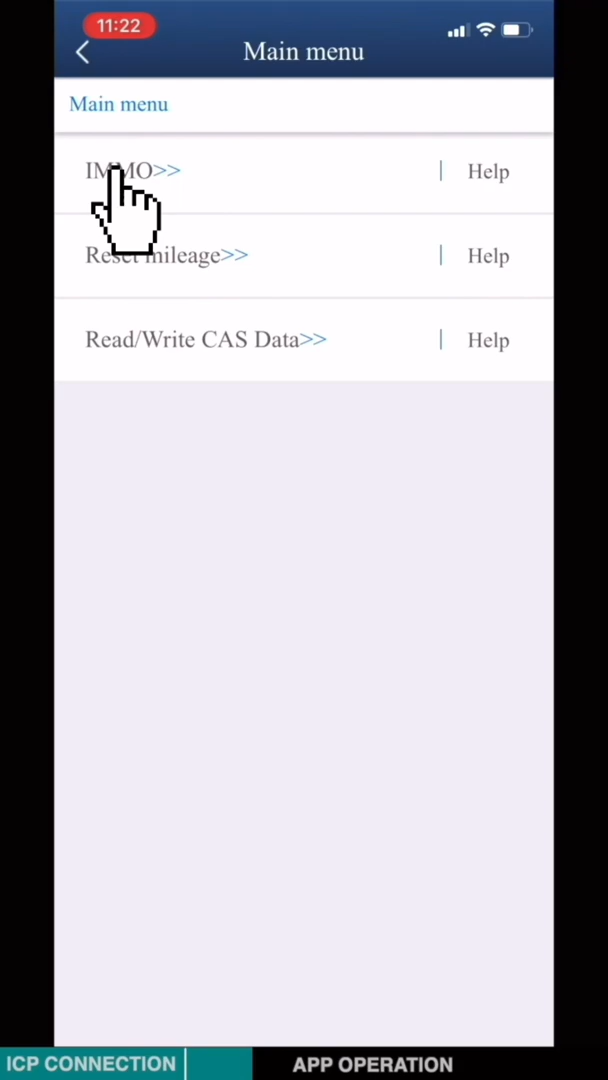 11:22
Main menu
Main menu
IMMO>> | Help
Reset mileage>> | Help
Read/Write CAS Data>> | Help
ICP CONNECTION APP OPERATION